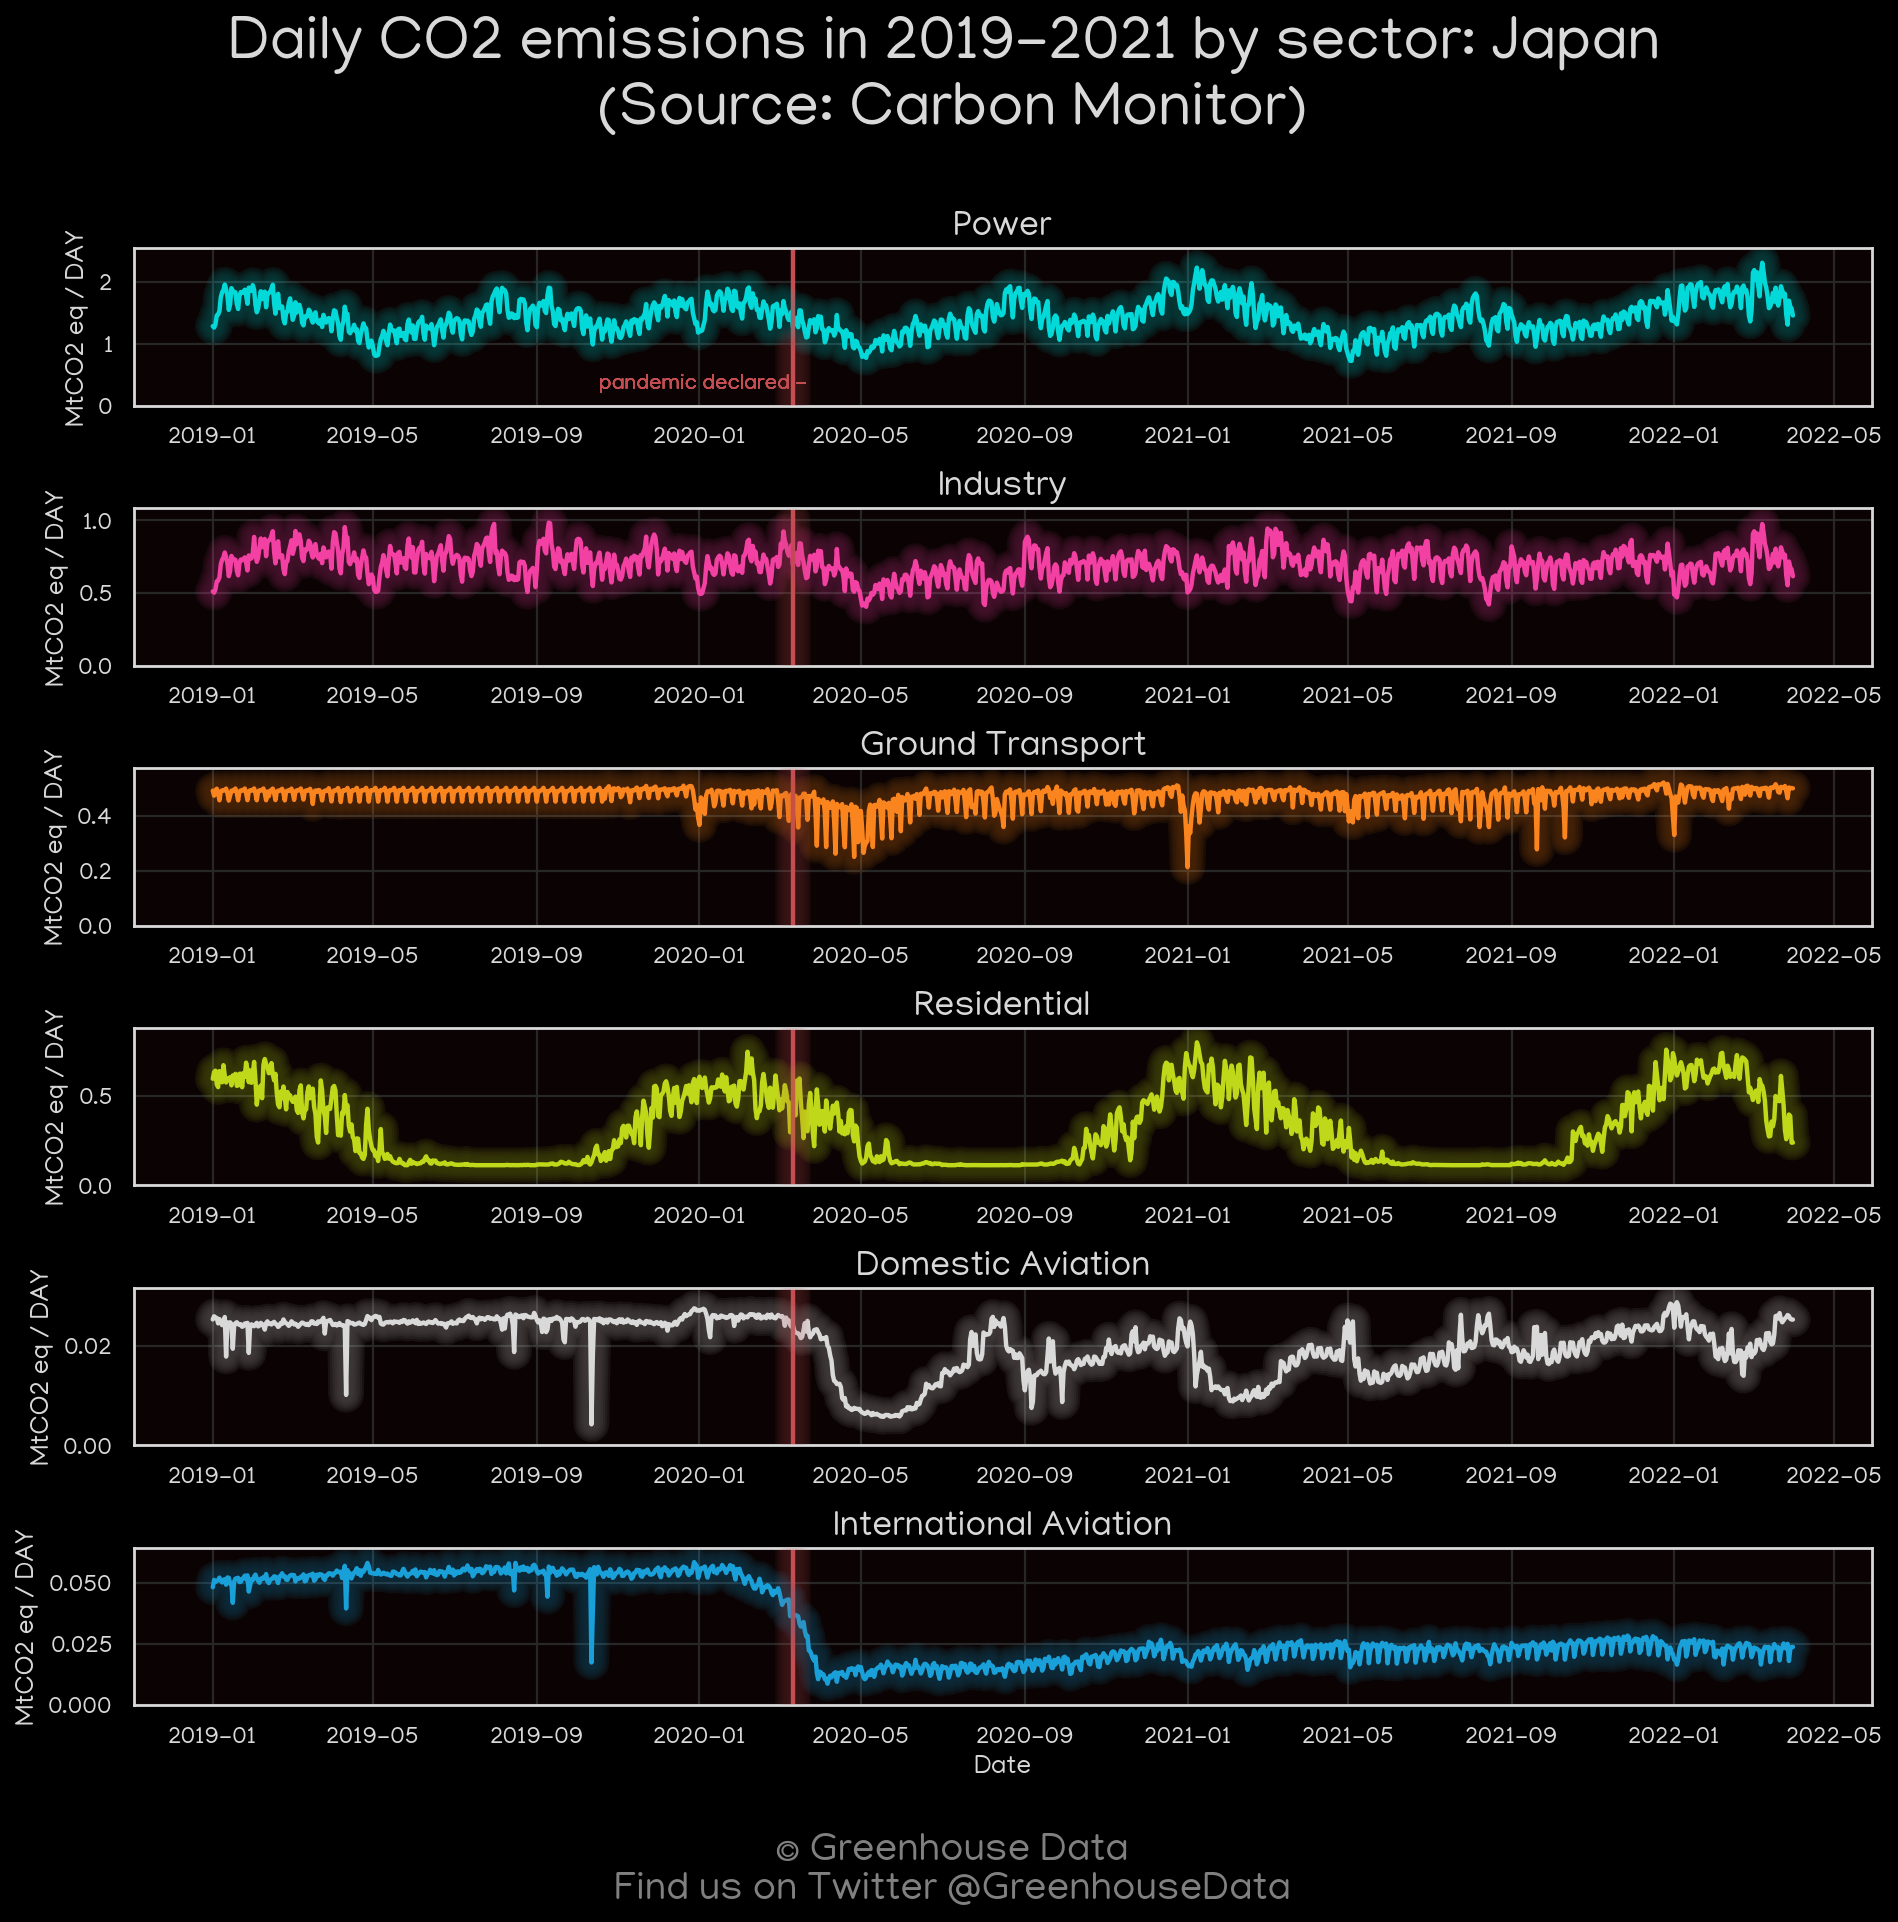 Daily CO2 emissions in 2019-2021 by sector: Japan
(Source: Carbon Monitor)
Power
MtCO2 eq / DAY
2
1
0
pandemic declared -
2019-01 2019-05 2019-09 2020-01 2020-05 2020-09 2021-01 2021-05 2021-09 2022-01 2022-05
Industry
MtCO2 eq / DAY
1.0
0.5
0.0
2019-01 2019-05 2019-09 2020-01 2020-05 2020-09 2021-01 2021-05 2021-09 2022-01 2022-05
Ground Transport
MtCO2 eq / DAY
0.4
0.2
0.0
2019-01 2019-05 2019-09 2020-01 2020-05 2020-09 2021-01 2021-05 2021-09 2022-01 2022-05
Residential
MtCO2 eq / DAY
0.5
0.0
2019-01 2019-05 2019-09 2020-01 2020-05 2020-09 2021-01 2021-05 2021-09 2022-01 2022-05
Domestic Aviation
MtCO2 eq / DAY
0.02
0.00
2019-01 2019-05 2019-09 2020-01 2020-05 2020-09 2021-01 2021-05 2021-09 2022-01 2022-05
International Aviation
MtCO2 eq / DAY
0.050
0.025
0.000
2019-01 2019-05 2019-09 2020-01 2020-05 2020-09 2021-01 2021-05 2021-09 2022-01 2022-05
Date
© Greenhouse Data
Find us on Twitter @GreenhouseData